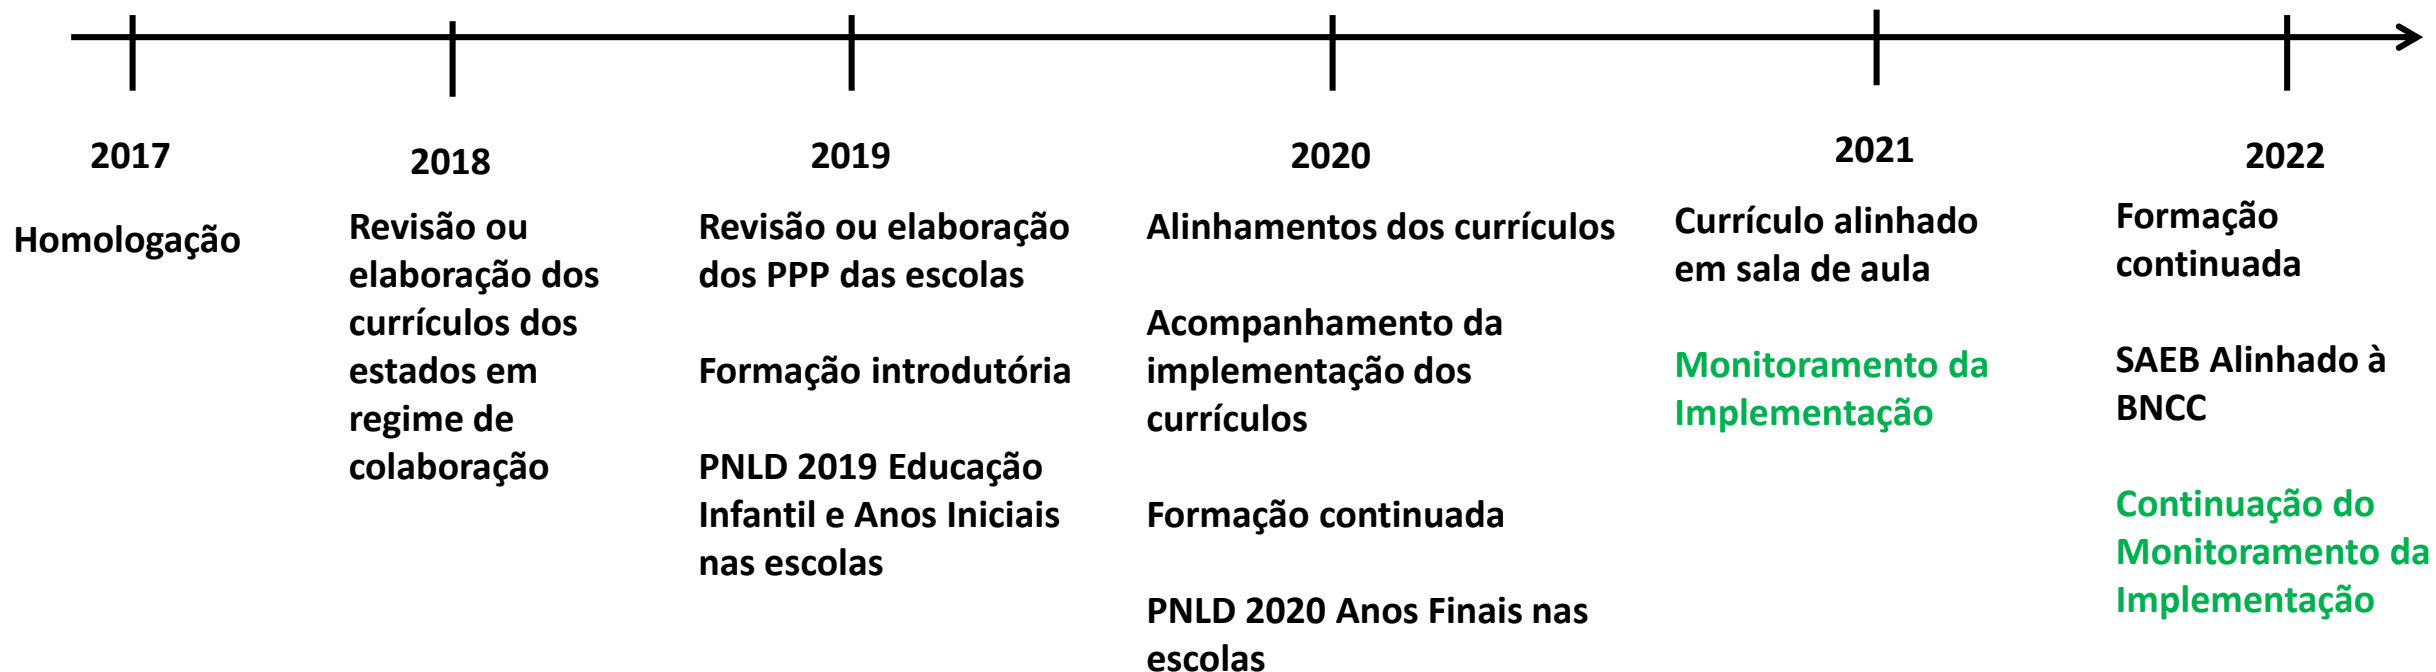 2017
Homologação
2018
Revisão ou
elaboração dos
currículos dos
estados em
regime de
colaboração
2019
Revisão ou elaboração
dos PPP das escolas
Formação introdutória
PNLD 2019 Educação
Infantil e Anos Iniciais
nas escolas
2020
Alinhamentos dos currículos
Acompanhamento da
implementação dos
currículos
Formação continuada
PNLD 2020 Anos Finais nas
escolas
2021
Currículo alinhado
em sala de aula
Monitoramento da
Implementação
2022
Formação
continuada
SAEB Alinhado à
BNCC
Continuação do
Monitoramento da
Implementação